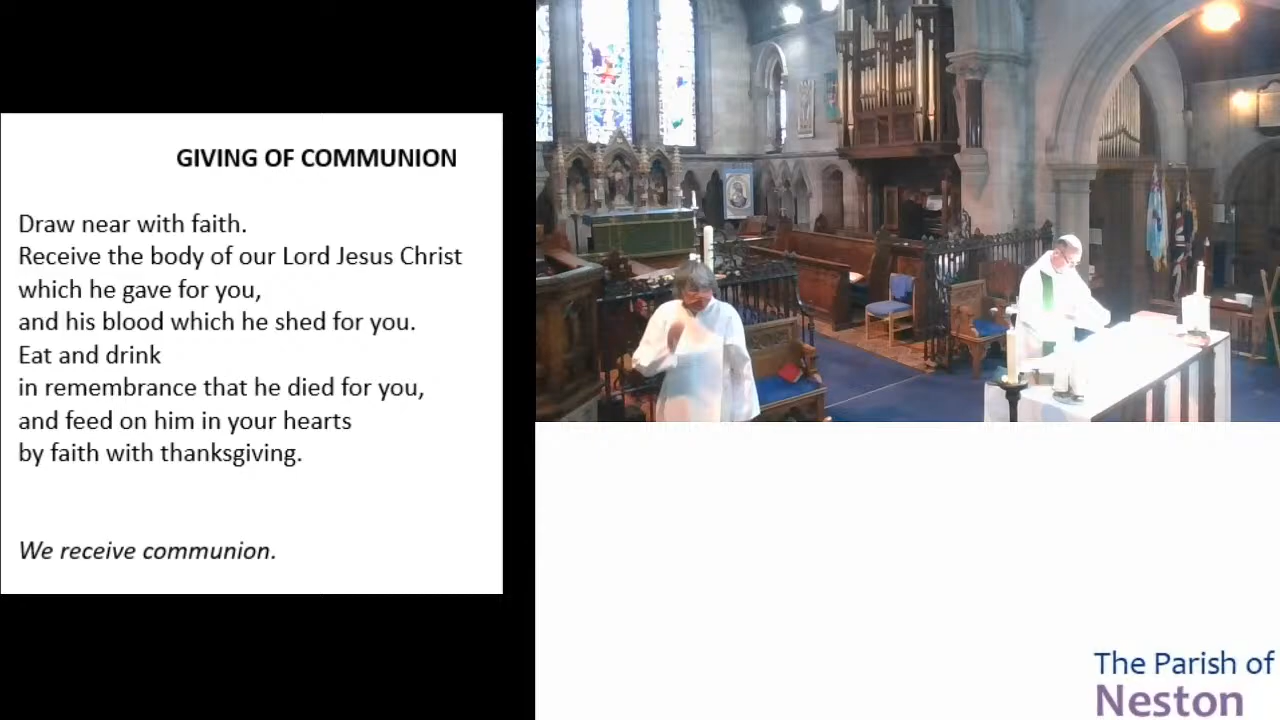 GIVING OF COMMUNION
Draw near with faith.
Receive the body of our Lord Jesus Christ
which he gave for you,
and his blood which he shed for you.
Eat and drink
in remembrance that he died for you,
and feed on him in your hearts
by faith with thanksgiving.
We receive communion.
The Parish of
Neston